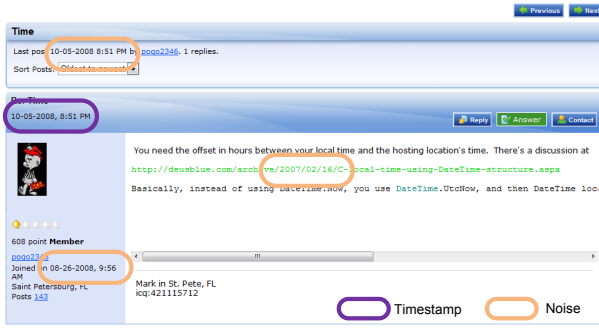 Previous Next
Time
Last post 10-05-2008 8:51 PM by pogo2346. 1 replies.
Sort Posts: Oldest to newest
Re: Time
10-05-2008, 8:51 PM
Reply Answer Contact
You need the offset in hours between your local time and the hosting location's time. There's a discussion at
http://deusblue.com/archive/2007/02/16/C-local-time-using-DateTime-structure.aspx
Basically, instead of using DateTime.Now, you use DateTime.UtcNow, and then DateTime loca
608 point Member
pogo2346
Joined on 08-26-2008, 9:56
AM
Saint Petersburg, FL
Posts 143
Mark in St. Pete, FL
icq:421115712
Timestamp Noise